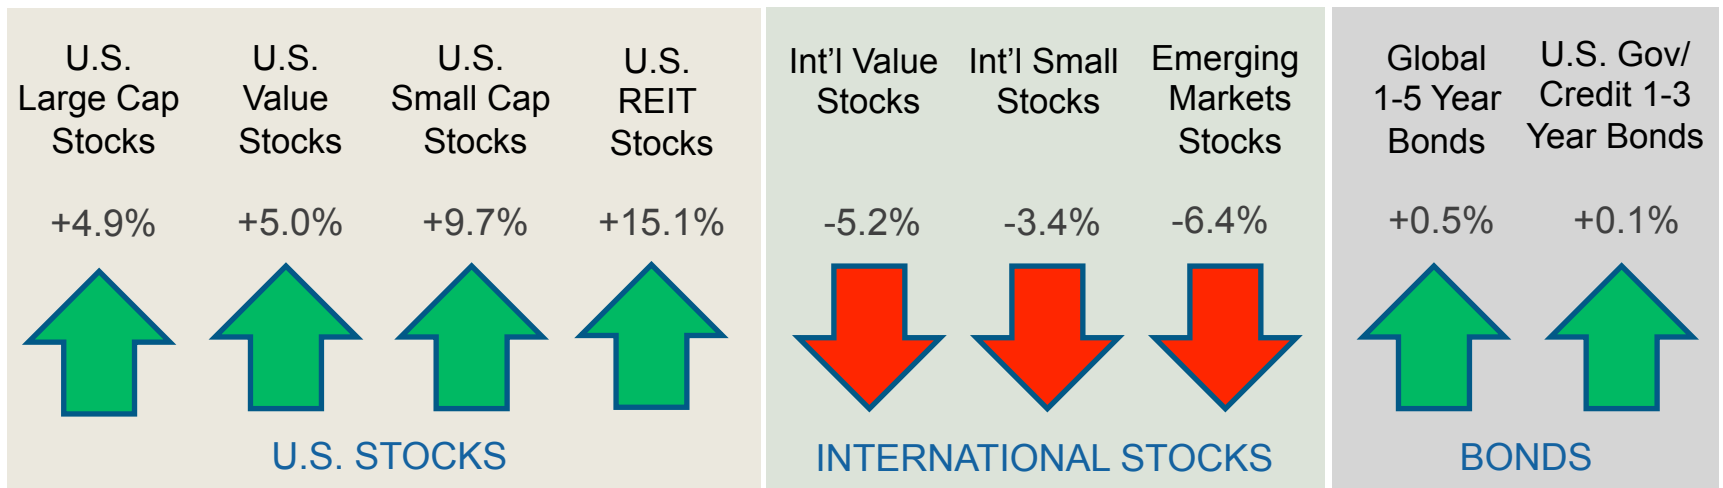 U.S.
Large Cap
Stocks
+4.9%
U.S.
Value
Stocks
+5.0%
U.S.
Small Cap
Stocks
+9.7%
U.S.
REIT
Stocks
+15.1%
U.S. STOCKS
Int’l Value
Stocks
-5.2%
Int’l Small
Stocks
-3.4%
Emerging
Markets
Stocks
-6.4%
INTERNATIONAL STOCKS
Global
1-5 Year
Bonds
+0.5%
U.S. Gov/
Credit 1-3
Year Bonds
+0.1%
BONDS